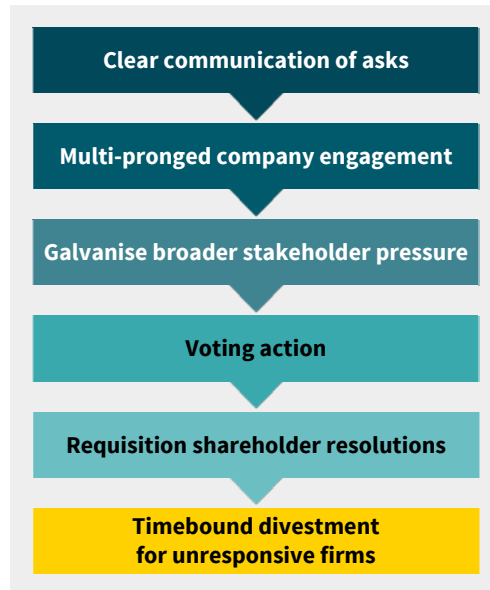 Clear communication of asks
Multi-pronged company engagement
Galvanise broader stakeholder pressure
Voting action
Requisition shareholder resolutions
Timebound divestment
for unresponsive firms